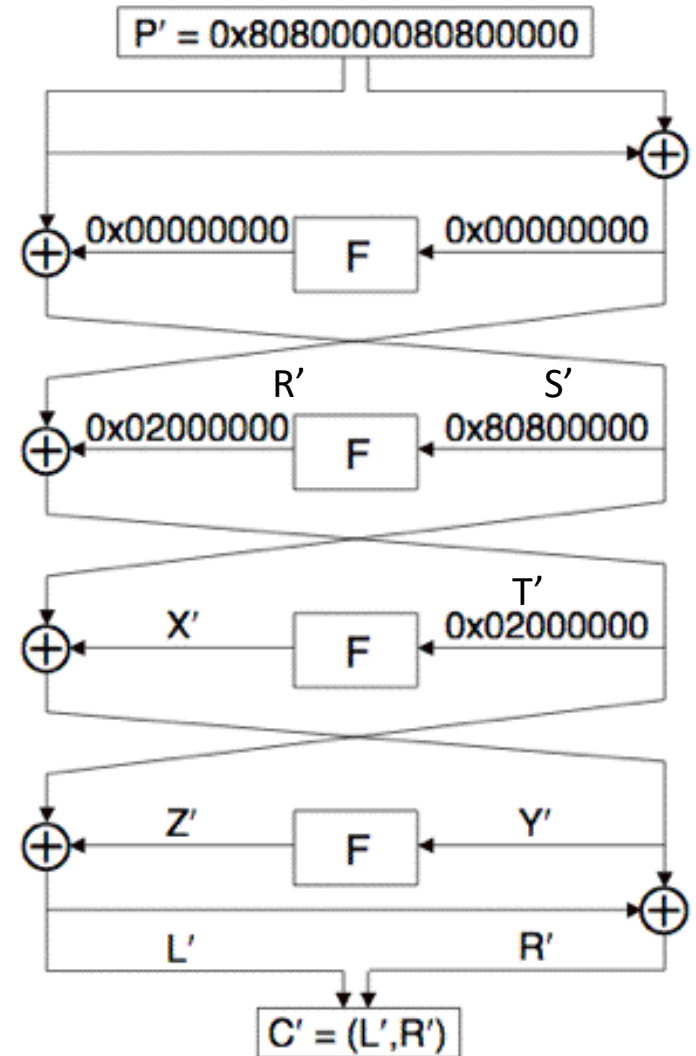 P′ = 0x8080000080800000
0x00000000 F 0x00000000
R’ S’
0x02000000 F 0x80800000
T’
X′ F 0x02000000
Z′ F Y′
L′ R′
C′ = (L′,R′)